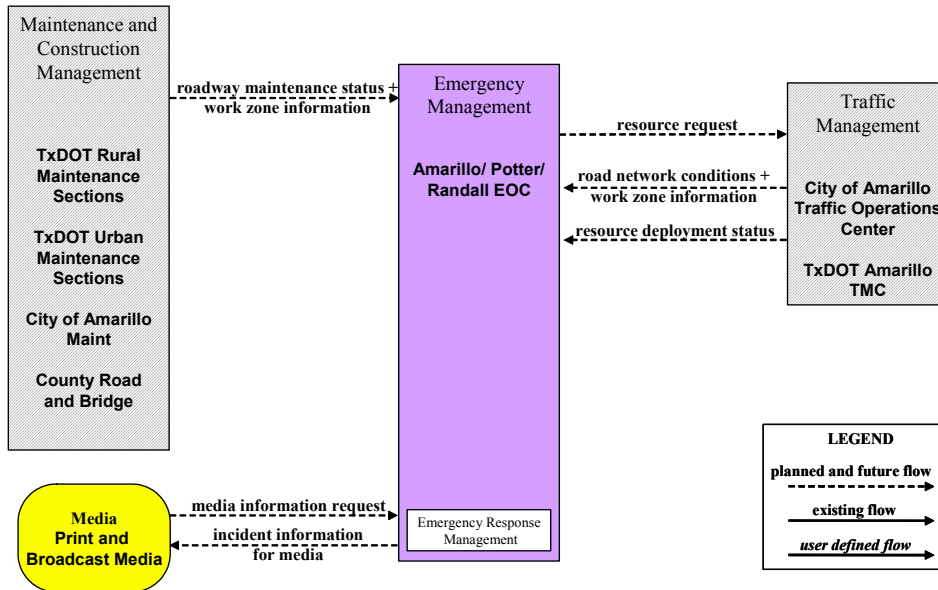 Maintenance and
Construction
Management
TxDOT Rural
Maintenance
Sections
TxDOT Urban
Maintenance
Sections
City of Amarillo
Maint
County Road
and Bridge
roadway maintenance status +
work zone information
Emergency
Management
Amarillo/ Potter/
Randall EOC
Emergency Response
Management
resource request
road network conditions +
work zone information
resource deployment status
Traffic
Management
City of Amarillo
Traffic Operations
Center
TxDOT Amarillo
TMC
Media
Print and
Broadcast Media
media information request
incident information
for media
LEGEND
planned and future flow
existing flow
user defined flow